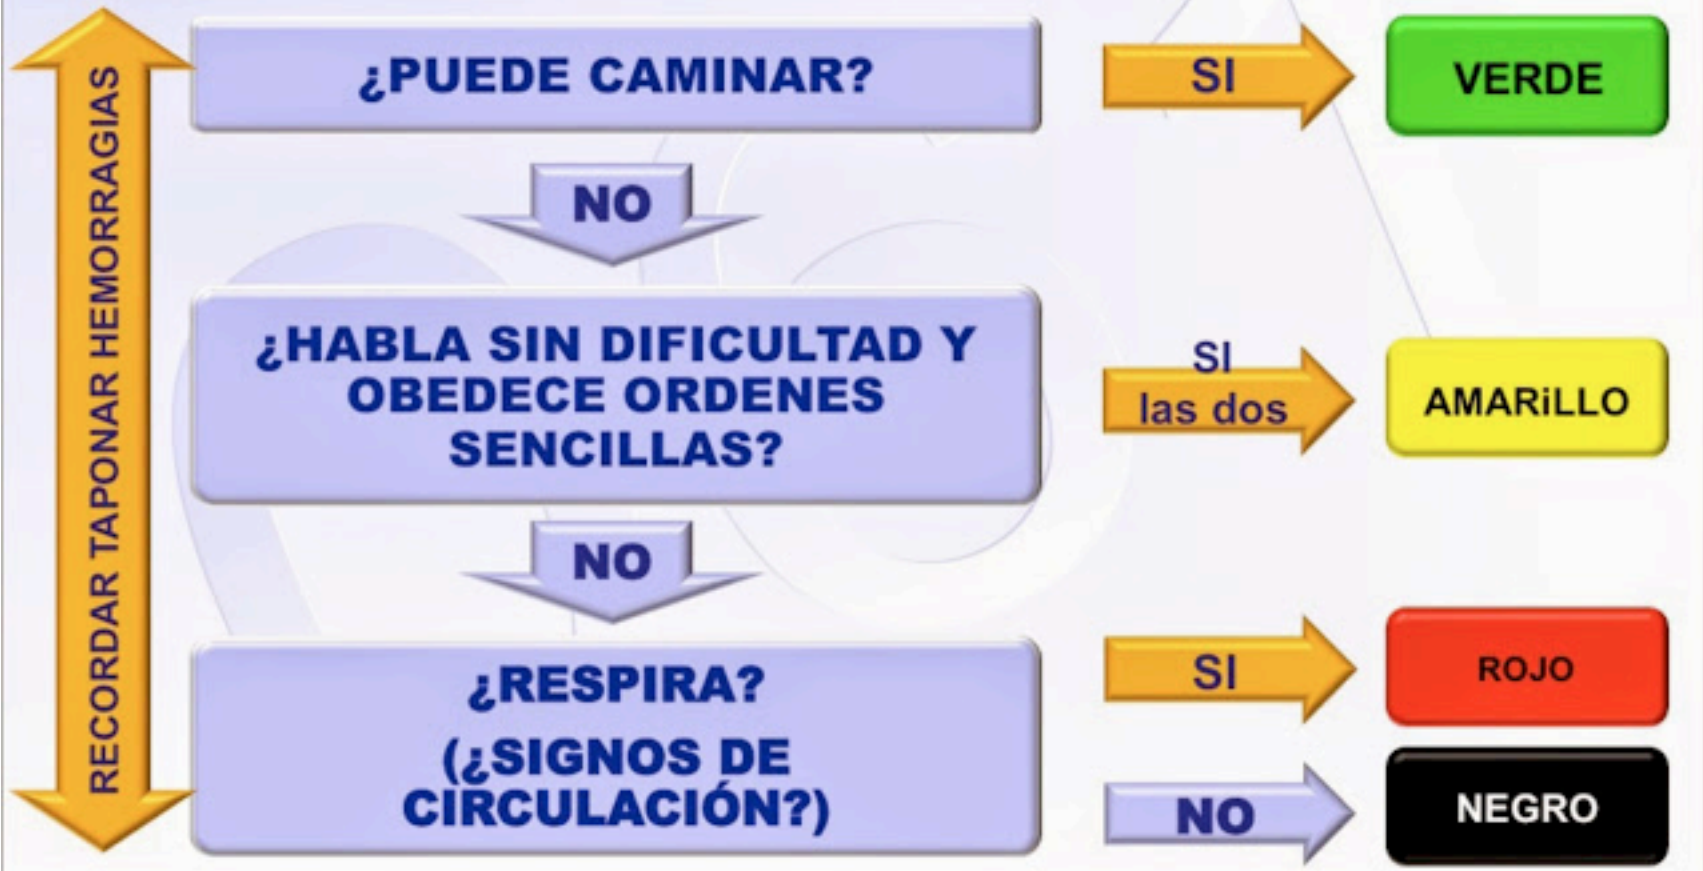 RECORDAR TAPONAR HEMORRAGIAS
¿PUEDE CAMINAR?
SI
VERDE
NO
¿HABLA SIN DIFICULTAD Y
OBEDECE ORDENES
SENCILLAS?
SI
las dos
AMARiLLO
NO
¿RESPIRA?
(¿SIGNOS DE
CIRCULACIÓN?)
SI
ROJO
NO
NEGRO